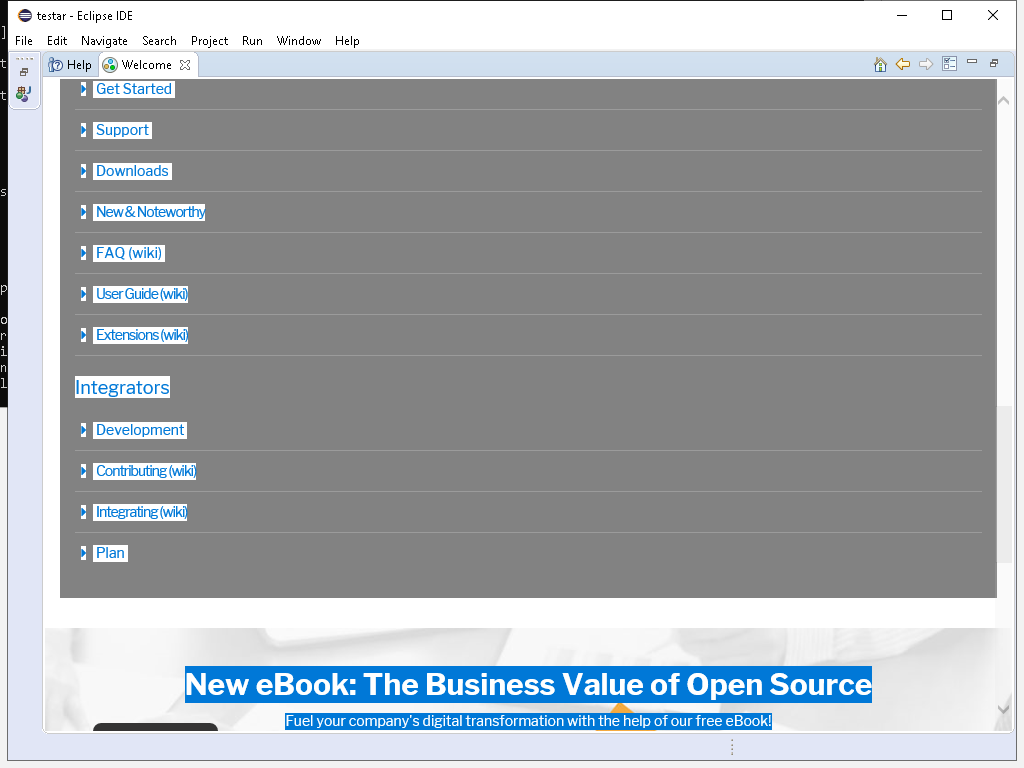 testar - Eclipse IDE
File Edit Navigate Search Project Run Window Help
Help Welcome
Get Started
Support
Downloads
New & Noteworthy
FAQ (wiki)
User Guide (wiki)
Extensions (wiki)
Integrators
Development
Contributing (wiki)
Integrating (wiki)
Plan
New eBook: The Business Value of Open Source
Fuel your company's digital transformation with the help of our free eBook!